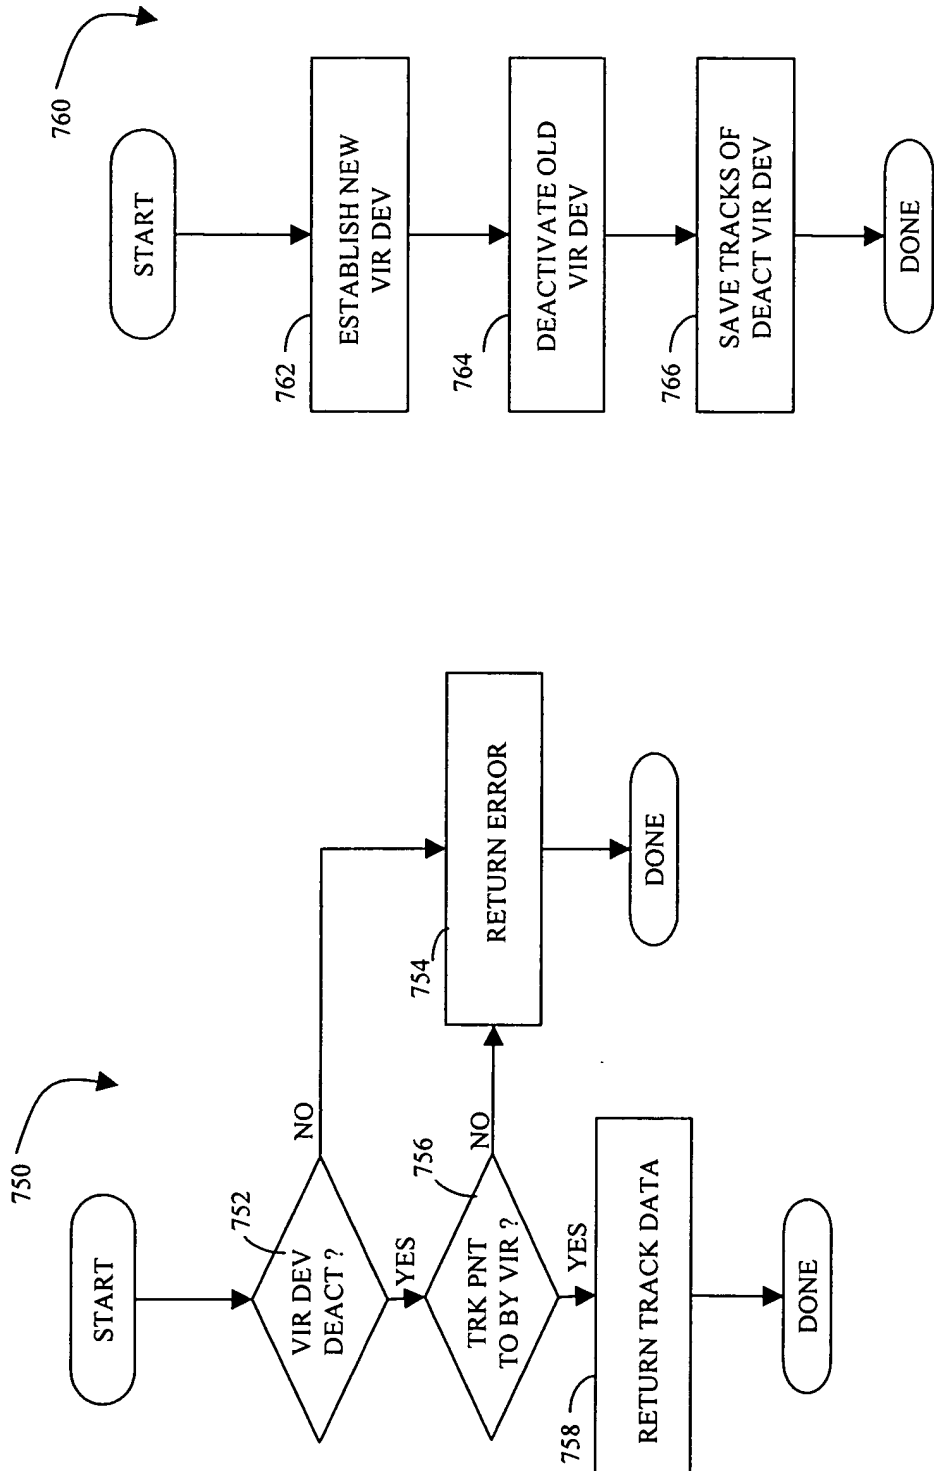 750
START
752
VIR DEV
DEACT ?
NO
YES
756
TRK PNT
TO BY VIR ?
NO
YES
754
RETURN ERROR
DONE
758
RETURN TRACK DATA
DONE
760
START
762
ESTABLISH NEW
VIR DEV
764
DEACTIVATE OLD
VIR DEV
766
SAVE TRACKS OF
DEACT VIR DEV
DONE